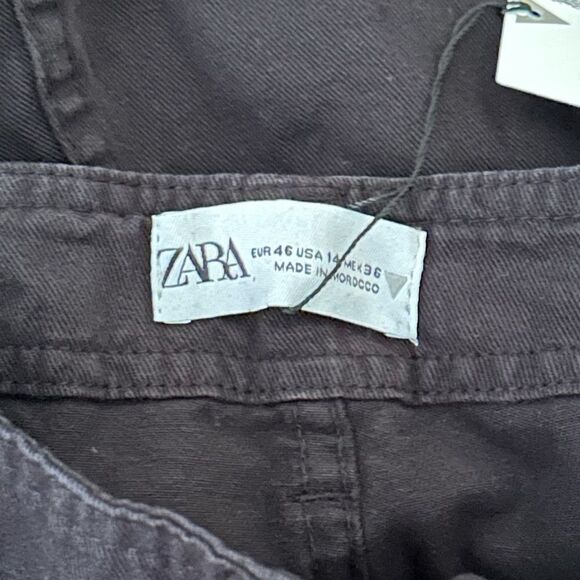 ZARA
EUR 46 USA 14 MEX 36
MADE IN MOROCCO